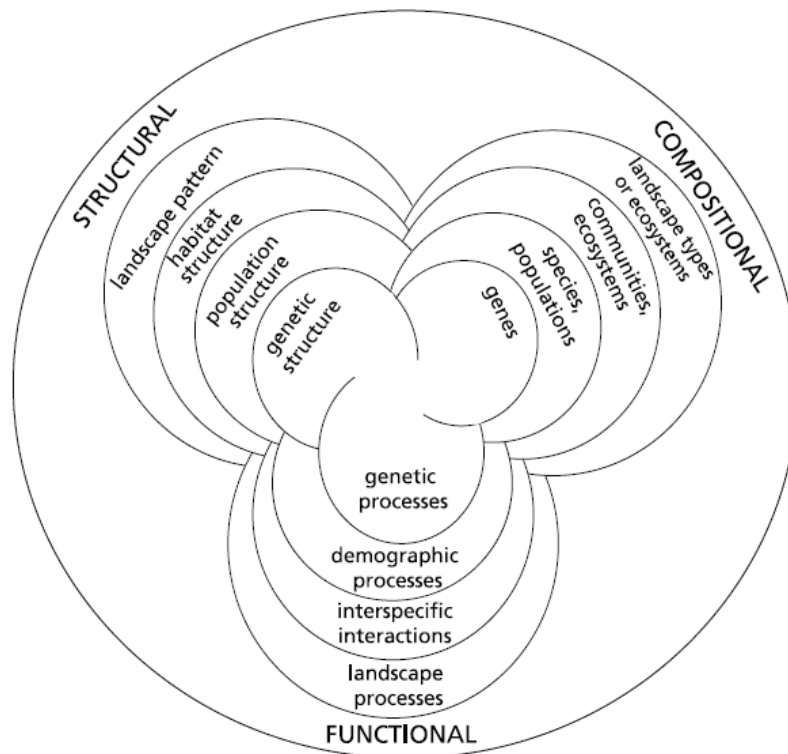 STRUCTURAL
landscape pattern
habitat
structure
population
structure
genetic
structure
COMPOSITIONAL
landscape types
or ecosystems
communities,
ecosystems
species,
populations
genes
genetic
processes
demographic
processes
interspecific
interactions
landscape
processes
FUNCTIONAL